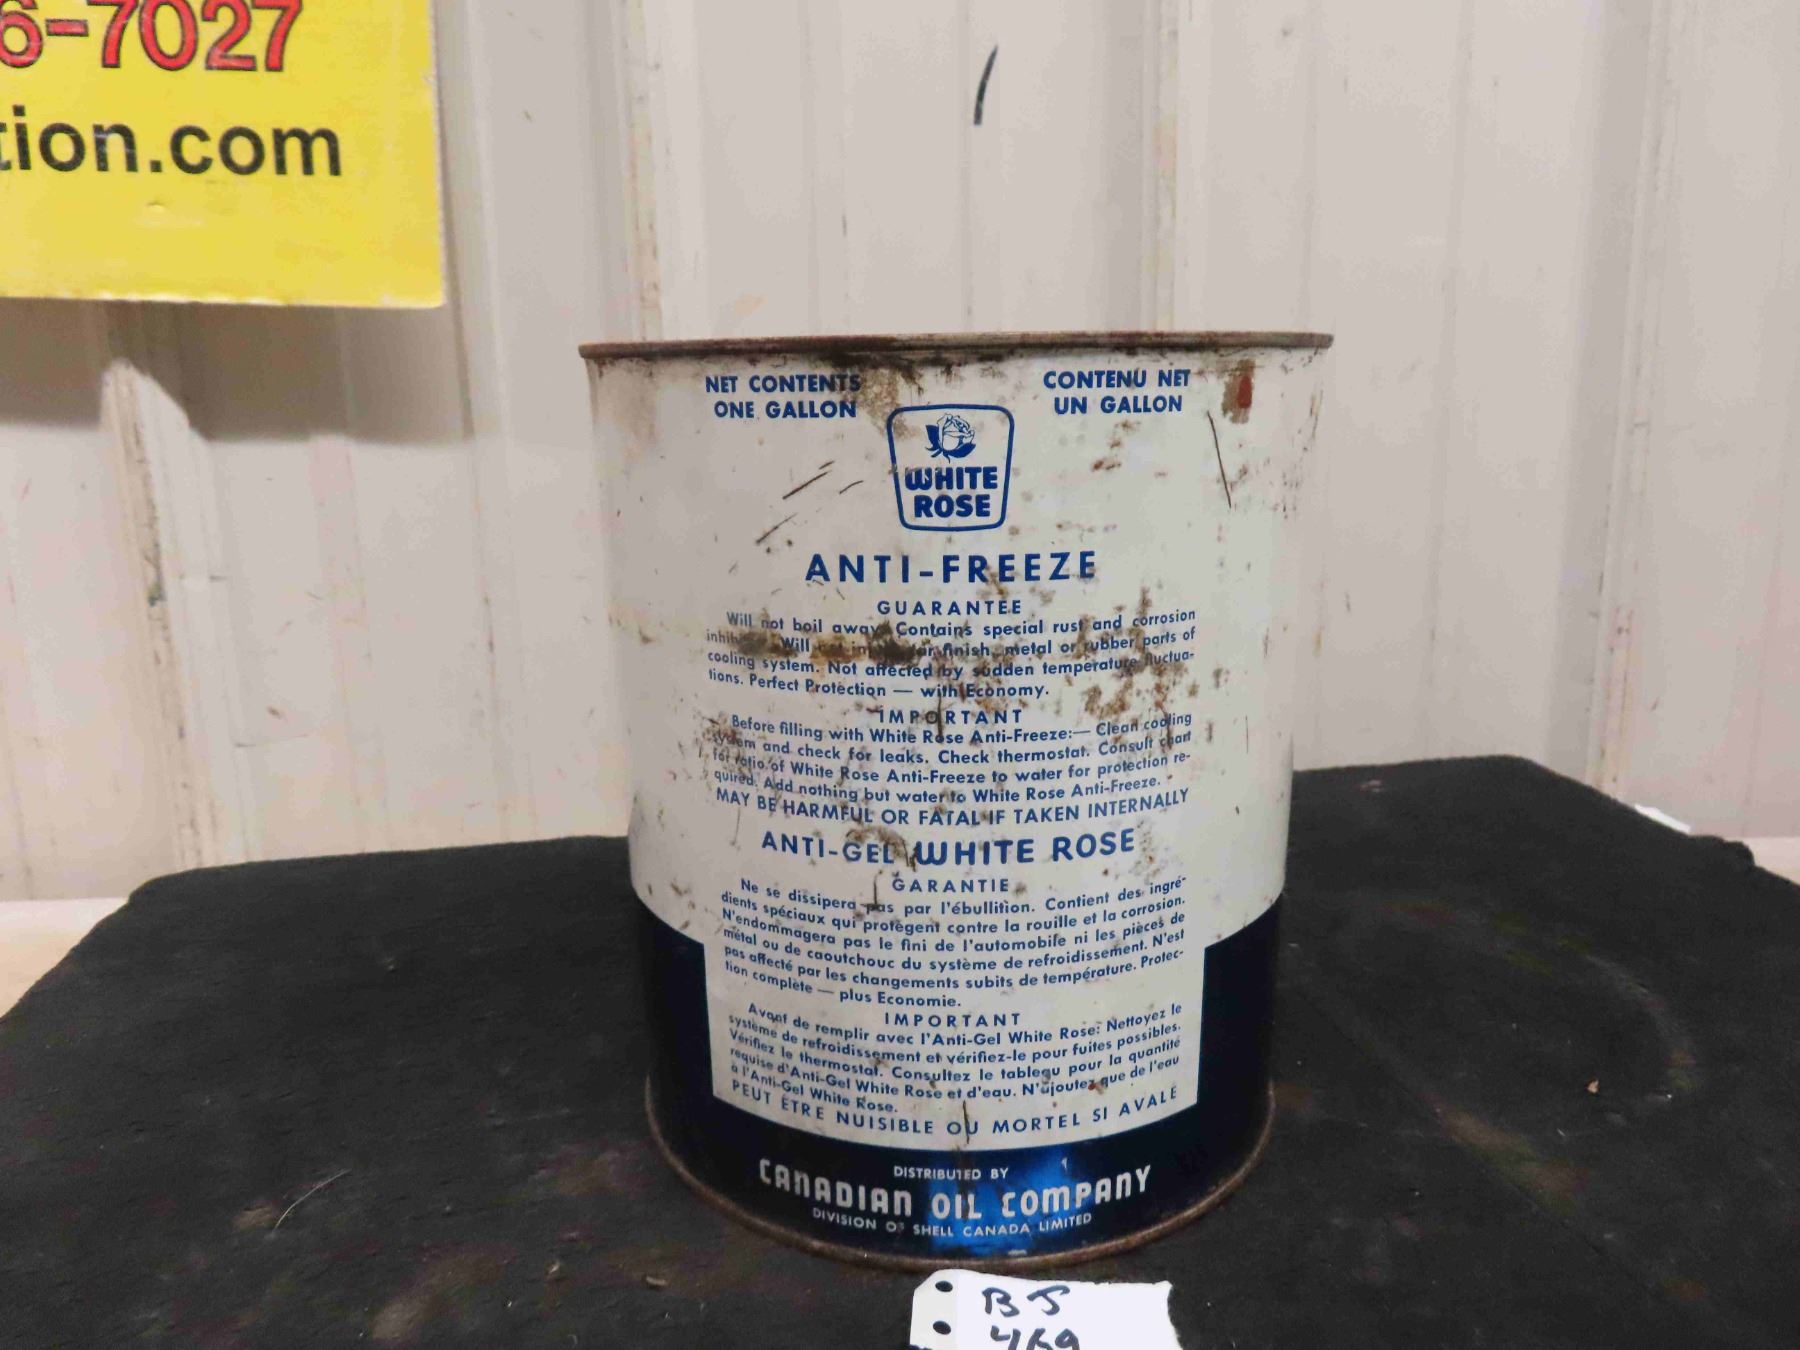 6-7027
tion.com
NET CONTENTS
ONE GALLON
CONTENU NET
UN GALLON
WHITE
ROSE
ANTI-FREEZE
GUARANTEE
Will not boil away. Contains special rust and corrosion
Will not finish, metal or rubber parts of
cooling system. Not affected by sudden temperature fluctua-
tions. Perfect Protection — with Economy.
IMPORTANT
Before filling with White Rose Anti-Freeze:— Clean cooling
system and check for leaks. Check thermostat. Consult chart
for ratio of White Rose Anti-Freeze to water for protection re-
quired. Add nothing but water to White Rose Anti-Freeze.
MAY BE HARMFUL OR FATAL IF TAKEN INTERNALLY
ANTI-GEL WHITE ROSE
GARANTIE
Ne se dissipera pas par l'ébullition. Contient des ingré-
dients spéciaux qui protègent contre la rouille et la corrosion.
N'endommagera pas le fini de l'automobile ni les pièces de
métal ou de caoutchouc du système de refroidissement. N'est
pas affecté par les changements subits de température. Protec-
tion complète — plus Economie.
IMPORTANT
Avant de remplir avec l'Anti-Gel White Rose: Nettoyez le
système de refroidissement et vérifiez-le pour fuites possibles.
Vérifiez le thermostat. Consultez le tableau pour la quantité
requise d'Anti-Gel White Rose et d'eau. N'ajoutez que de l'eau
à l'Anti-Gel White Rose.
PEUT ETRE NUISIBLE OU MORTEL SI AVALÉ
DISTRIBUTED BY
CANADIAN OIL COMPANY
DIVISION OF SHELL CANADA LIMITED
BJ
469